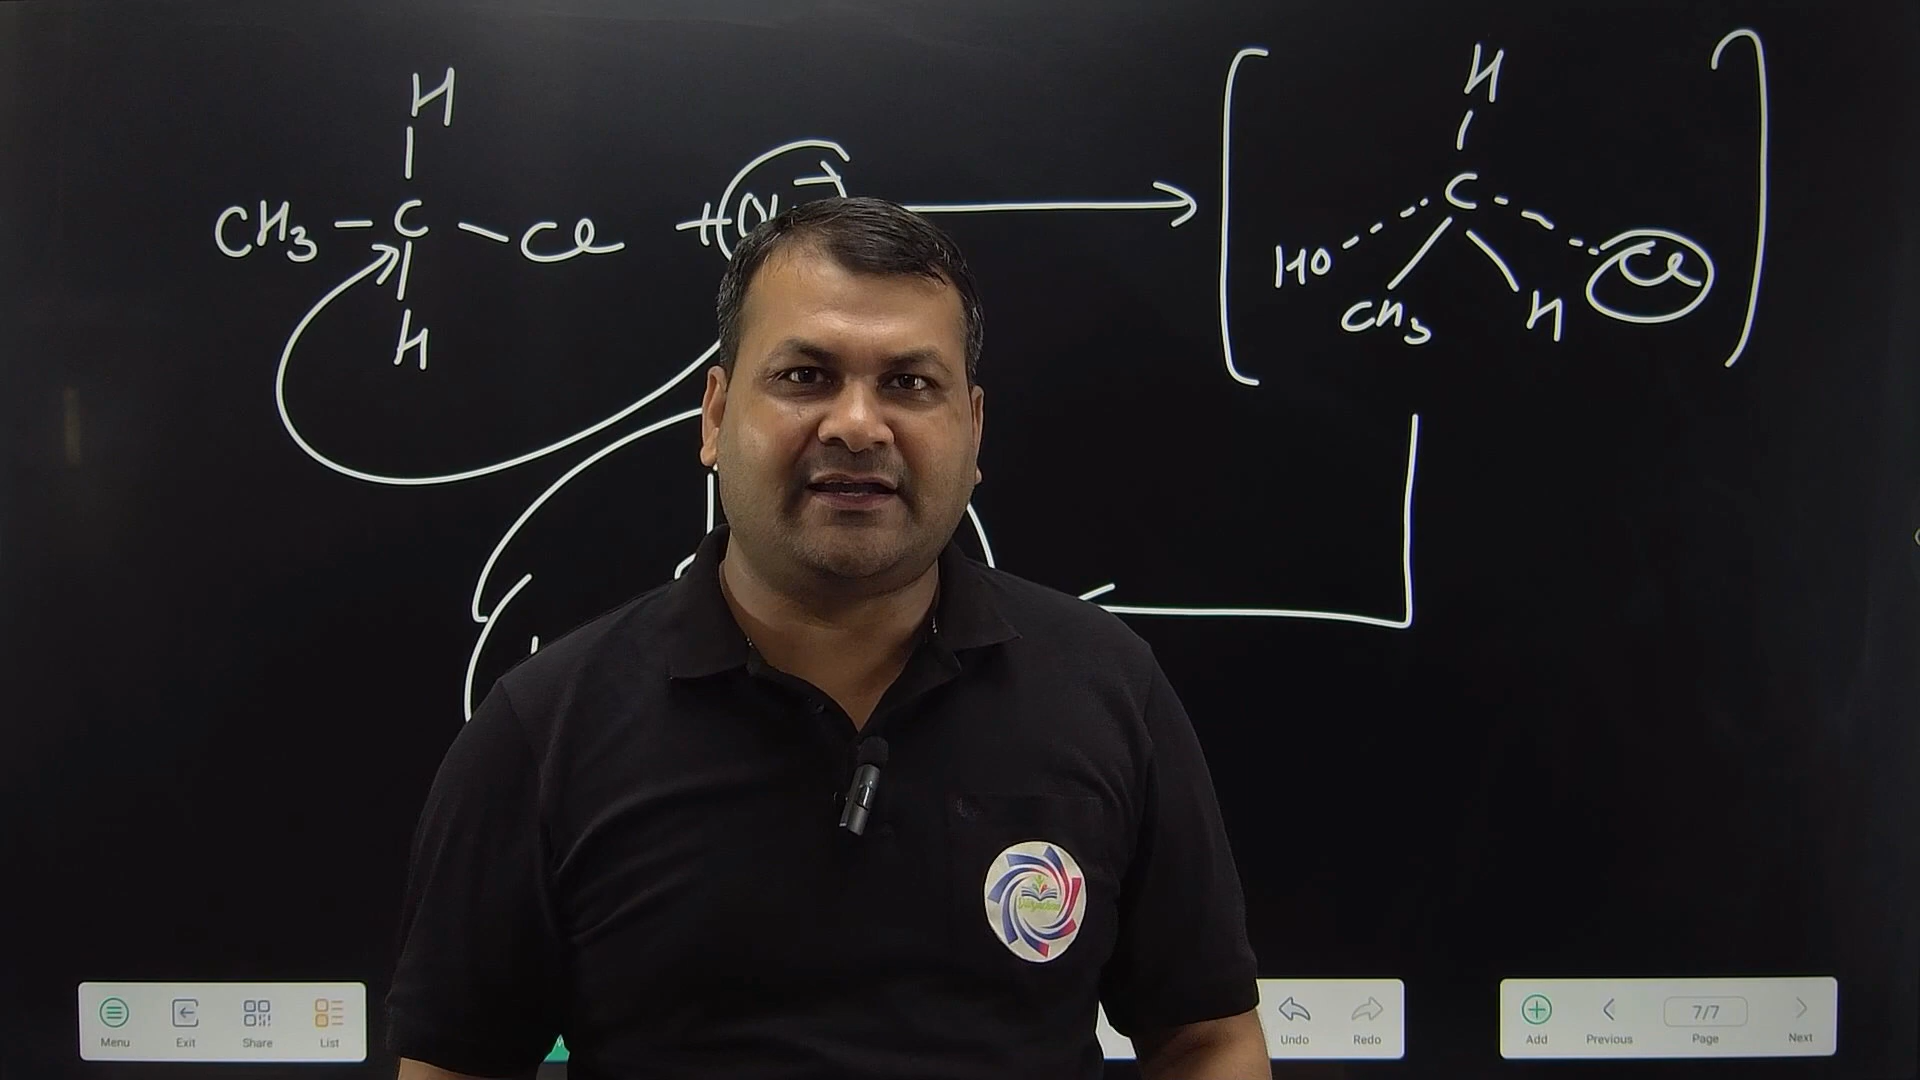 H
CH₃ – C – Cl + OH⁻
H
H
C
HO
CH₃ H Cl
Menu Exit Share List
Undo Redo
Add Previous 7/7 Page Next